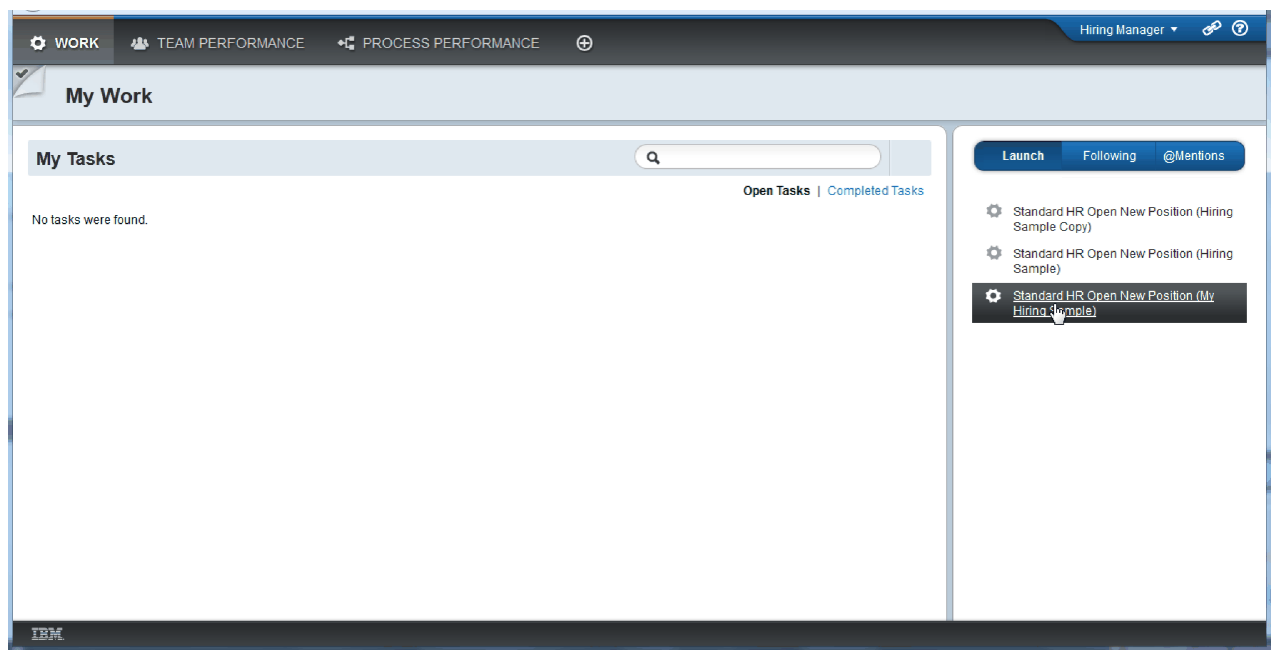 WORK
TEAM PERFORMANCE
PROCESS PERFORMANCE
Hiring Manager
My Work
My Tasks
Open Tasks | Completed Tasks
No tasks were found.
Launch
Following
@Mentions
Standard HR Open New Position (Hiring
Sample Copy)
Standard HR Open New Position (Hiring
Sample)
Standard HR Open New Position (My
Hiring Sample)
IBM